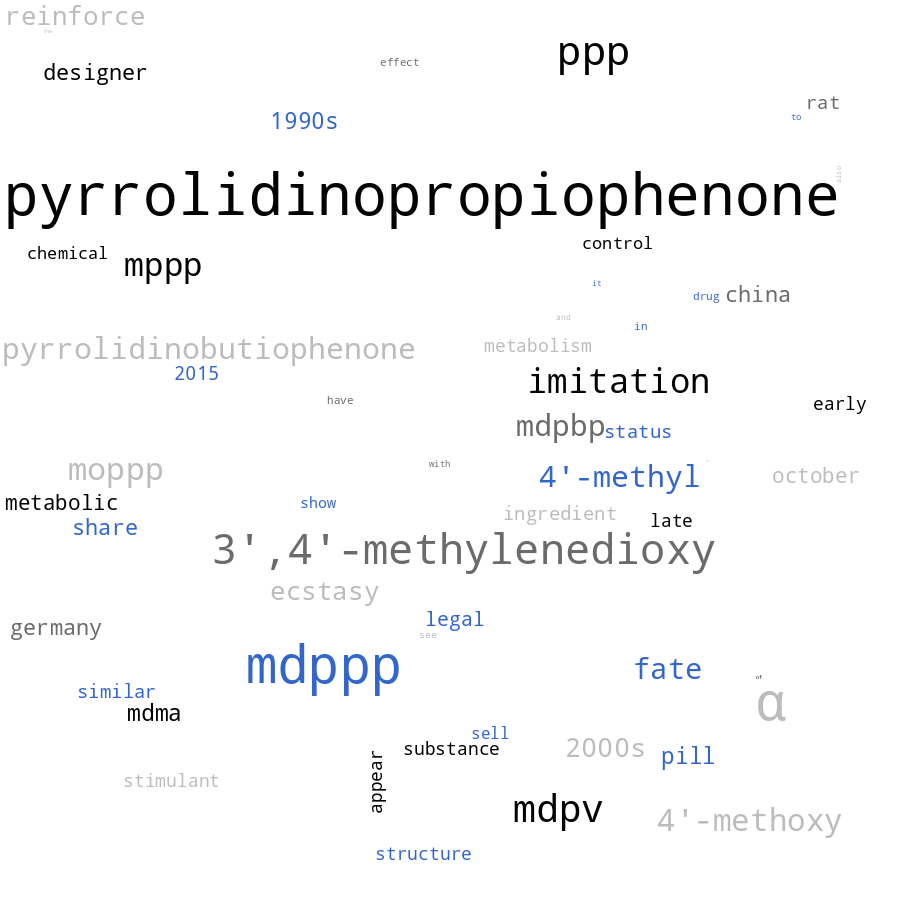 reinforce
the
ppp
effect
designer
rat
1990s
to
also
pyrrolidinopropiophenone
control
chemical
mppp
it
drug
china
and
in
pyrrolidinobutiophenone
metabolism
2015
imitation
have
early
mdpbp
status
with
moppp
4'-methyl
october
metabolic
show
ingredient
late
share
3',4'-methylenedioxy
ecstasy
legal
germany
see
mdppp
fate
of
similar
α
mdma
sell
substance
2000s
pill
appear
stimulant
mdpv
4'-methoxy
structure